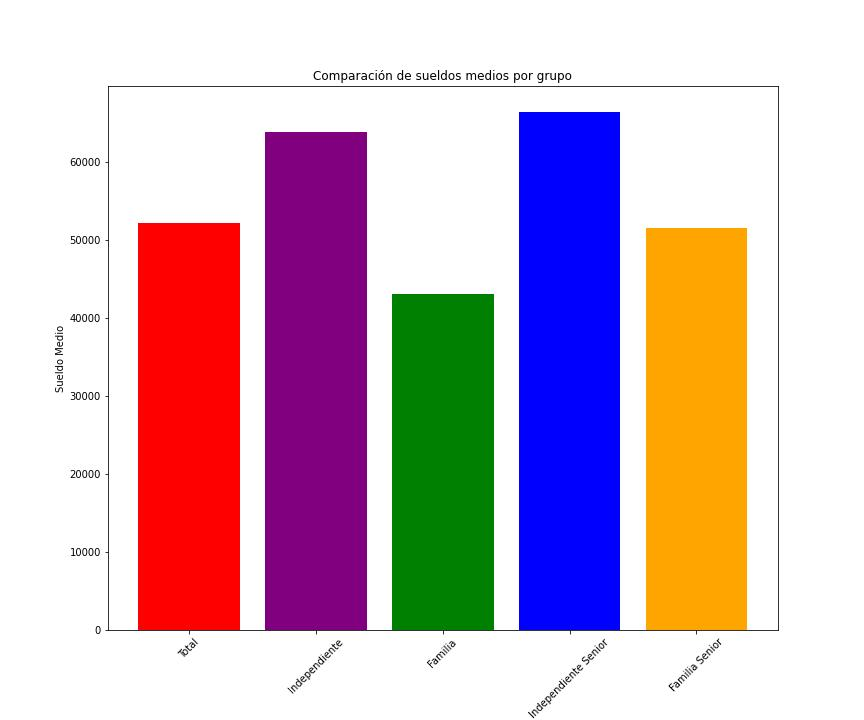 Comparación de sueldos medios por grupo
Sueldo Medio
60000
50000
40000
30000
20000
10000
0
Total
Independiente
Familia
Independiente Senior
Familia Senior